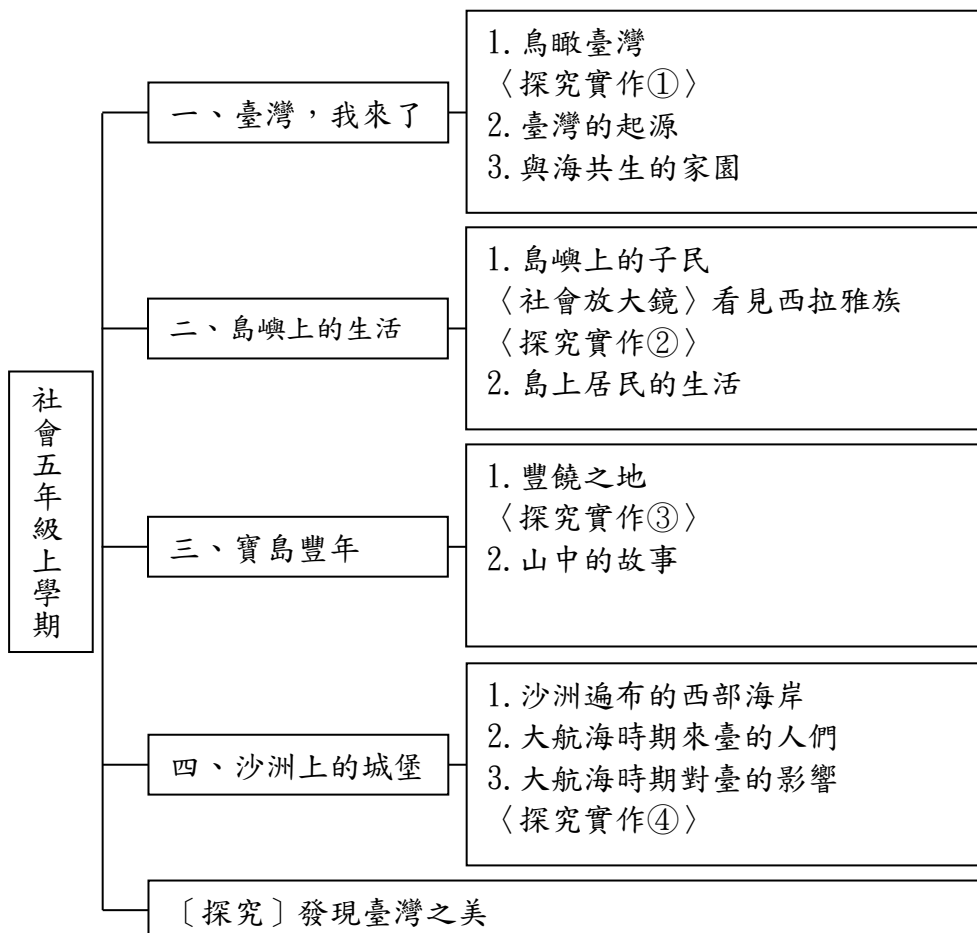 社會五年級上學期
一、臺灣，我來了
1.鳥瞰臺灣
〈探究實作①〉
2.臺灣的起源
3.與海共生的家園
二、島嶼上的生活
1.島嶼上的子民
〈社會放大鏡〉看見西拉雅族
〈探究實作②〉
2.島上居民的生活
三、寶島豐年
1.豐饒之地
〈探究實作③〉
2.山中的故事
四、沙洲上的城堡
1.沙洲遍布的西部海岸
2.大航海時期來臺的人們
3.大航海時期對臺的影響
〈探究實作④〉
〔探究〕發現臺灣之美